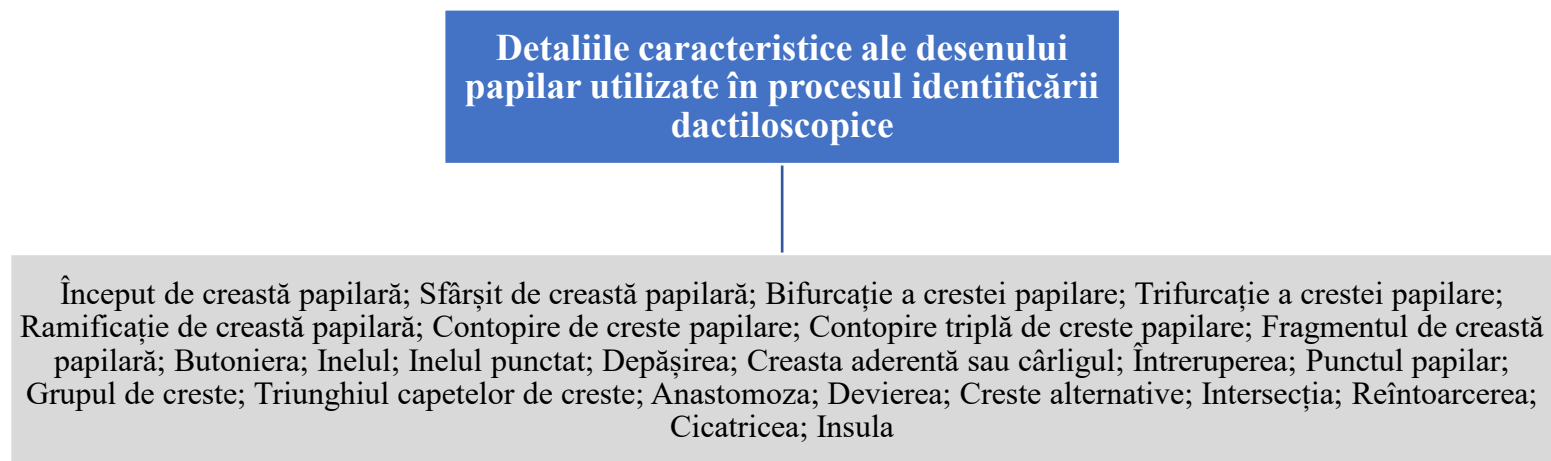 Detaliile caracteristice ale desenului
papilar utilizate în procesul identificării
dactiloscopice
Început de creastă papilară; Sfârșit de creastă papilară; Bifurcație a crestei papilare; Trifurcație a crestei papilare;
Ramificație de creastă papilară; Contopire de creste papilare; Contopire triplă de creste papilare; Fragmentul de creastă
papilară; Butoniera; Inelul; Inelul punctat; Depășirea; Creasta aderentă sau cârligul; Întreruperea; Punctul papilar;
Grupul de creste; Triunghiul capetelor de creste; Anastomoza; Devierea; Creste alternative; Intersecția; Reîntoarcerea;
Cicatricea; Insula